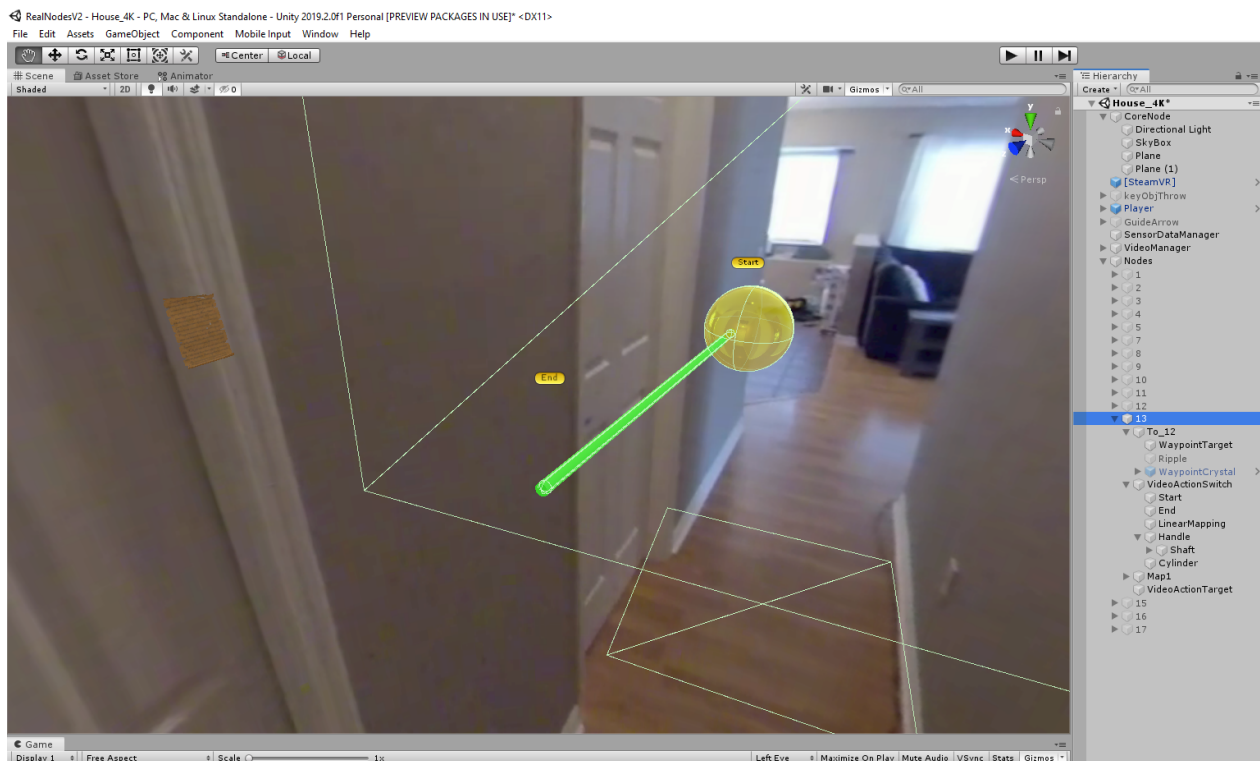 RealNodesV2 - House_4K - PC, Mac & Linux Standalone - Unity 2019.2.0f1 Personal [PREVIEW PACKAGES IN USE]* <DX11>
File Edit Assets GameObject Component Mobile Input Window Help
Center Local
Scene Asset Store Animator
Shaded 2D 0 Gizmos All
y
x
Persp
Start
End
Hierarchy
Create All
House_4K*
CoreNode
Directional Light
SkyBox
Plane
Plane (1)
[SteamVR]
keyObjThrow
Player
GuideArrow
SensorDataManager
VideoManager
Nodes
1
2
3
4
5
7
8
9
10
11
12
13
To_12
WaypointTarget
Ripple
WaypointCrystal
VideoActionSwitch
Start
End
LinearMapping
Handle
Shaft
Cylinder
Map1
VideoActionTarget
15
16
17
Game
Display 1 Free Aspect Scale 1x Left Eye Maximize On Play Mute Audio VSync Stats Gizmos